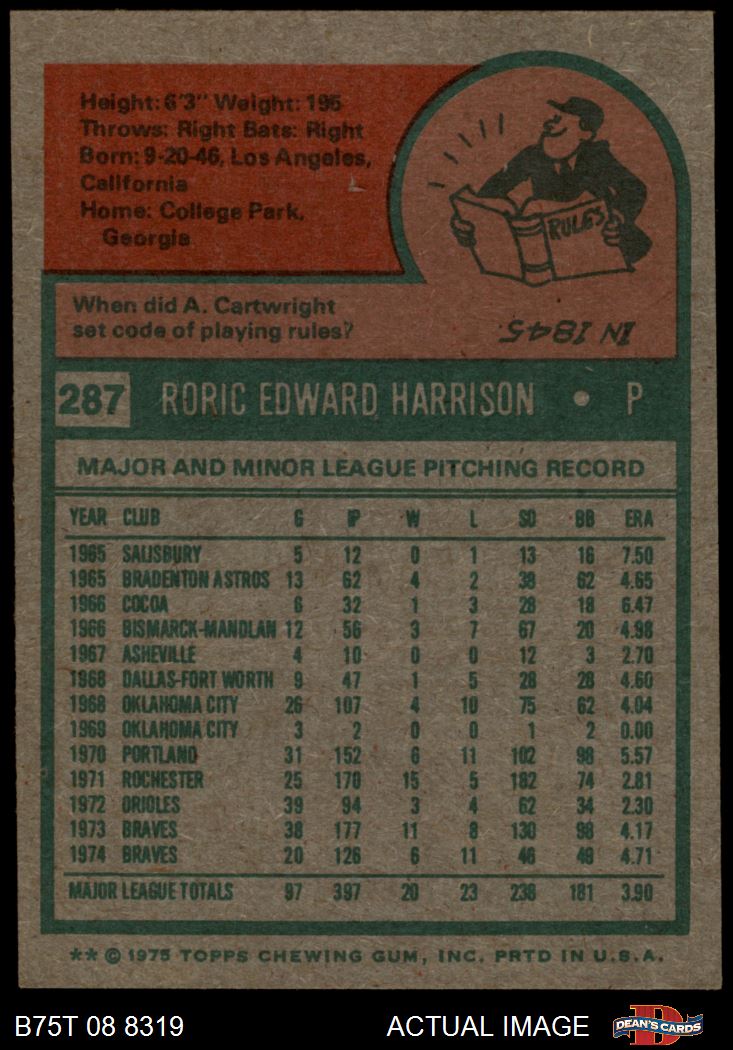 Height: 6'3" Weight: 195
Throws: Right Bats: Right
Born: 9-20-46, Los Angeles,
California
Home: College Park,
Georgia
RULES
When did A. Cartwright
set code of playing rules?
IN 1845
287 RORIC EDWARD HARRISON • P
MAJOR AND MINOR LEAGUE PITCHING RECORD
YEAR CLUB G IP W L SO BB ERA
1965 SALISBURY 5 12 0 1 13 16 7.50
1965 BRADENTON ASTROS 13 62 4 2 38 62 4.65
1966 COCOA 6 32 1 3 28 18 6.47
1966 BISMARCK-MANDLAN 12 56 3 7 67 20 4.98
1967 ASHEVILLE 4 10 0 0 12 3 2.70
1968 DALLAS-FORT WORTH 9 47 1 5 28 28 4.60
1968 OKLAHOMA CITY 26 107 4 10 75 62 4.04
1969 OKLAHOMA CITY 3 2 0 0 1 2 0.00
1970 PORTLAND 31 152 6 11 102 98 5.57
1971 ROCHESTER 25 170 15 5 182 74 2.81
1972 ORIOLES 39 94 3 4 62 34 2.30
1973 BRAVES 38 177 11 8 130 98 4.17
1974 BRAVES 20 126 6 11 46 49 4.71
MAJOR LEAGUE TOTALS 97 397 20 23 238 181 3.90
** © 1975 TOPPS CHEWING GUM, INC. PRTD IN U.S.A.
B75T 08 8319 ACTUAL IMAGE
D
DEAN'S CARDS